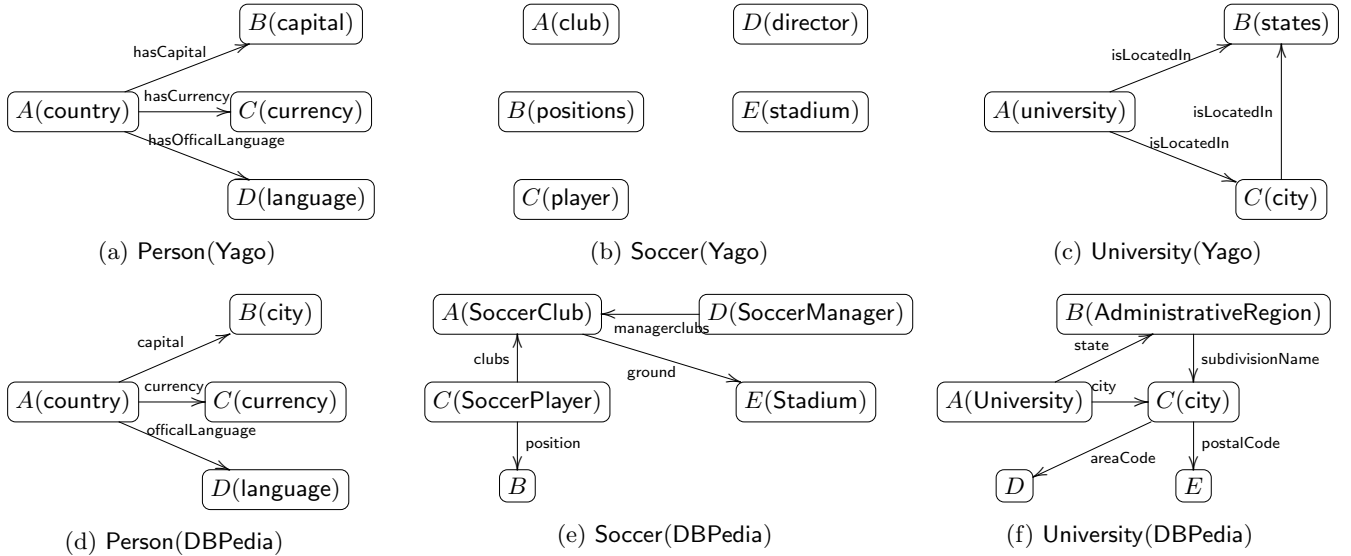 B(capital)
hasCapital
A(country)
hasCurrency
C(currency)
hasOfficalLanguage
D(language)
(a) Person(Yago)
A(club)
D(director)
B(positions)
E(stadium)
C(player)
(b) Soccer(Yago)
B(states)
isLocatedIn
A(university)
isLocatedIn
isLocatedIn
C(city)
(c) University(Yago)
B(city)
capital
A(country)
currency
C(currency)
officalLanguage
D(language)
(d) Person(DBPedia)
A(SoccerClub)
D(SoccerManager)
managerclubs
clubs
ground
C(SoccerPlayer)
E(Stadium)
position
B
(e) Soccer(DBPedia)
B(AdministrativeRegion)
state
subdivisionName
A(University)
city
C(city)
areaCode
postalCode
D
E
(f) University(DBPedia)